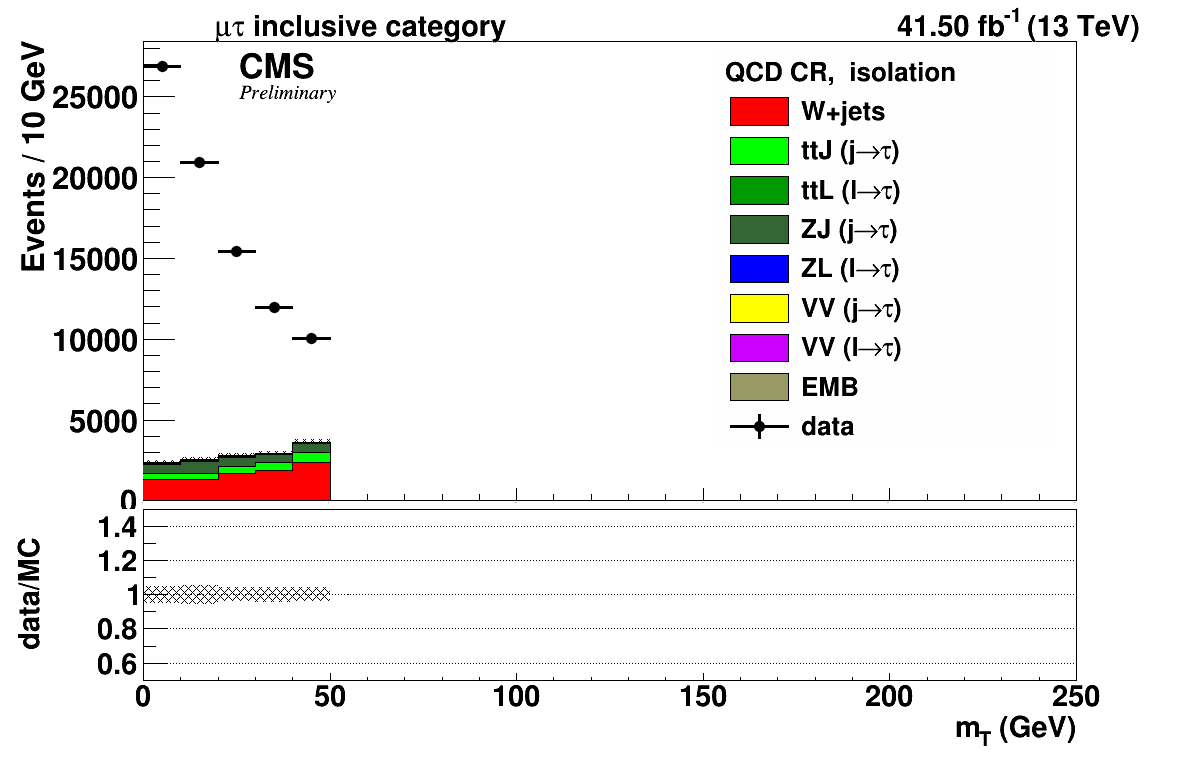 μτ inclusive category
41.50 fb-1 (13 TeV)
CMS
Preliminary
Events / 10 GeV
25000
20000
15000
10000
5000
0
QCD CR, isolation
W+jets
ttJ (j→τ)
ttL (l→τ)
ZJ (j→τ)
ZL (l→τ)
VV (j→τ)
VV (l→τ)
EMB
data
data/MC
1.4
1.2
1
0.8
0.6
0 50 100 150 200 250
mT (GeV)